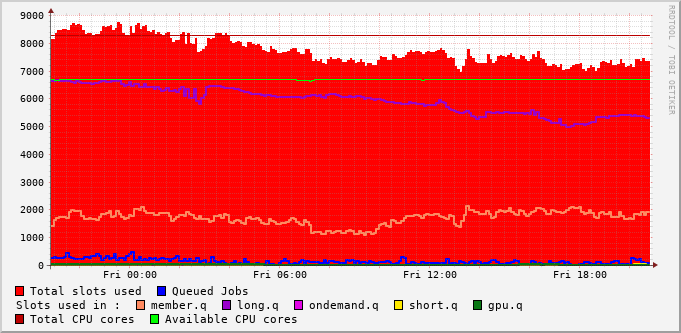 RRDTOOL / TOBI OETIKER
9000
8000
7000
6000
5000
4000
3000
2000
1000
0
Fri 00:00 Fri 06:00 Fri 12:00 Fri 18:00
Total slots used Queued Jobs
Slots used in : member.q long.q ondemand.q short.q gpu.q
Total CPU cores Available CPU cores